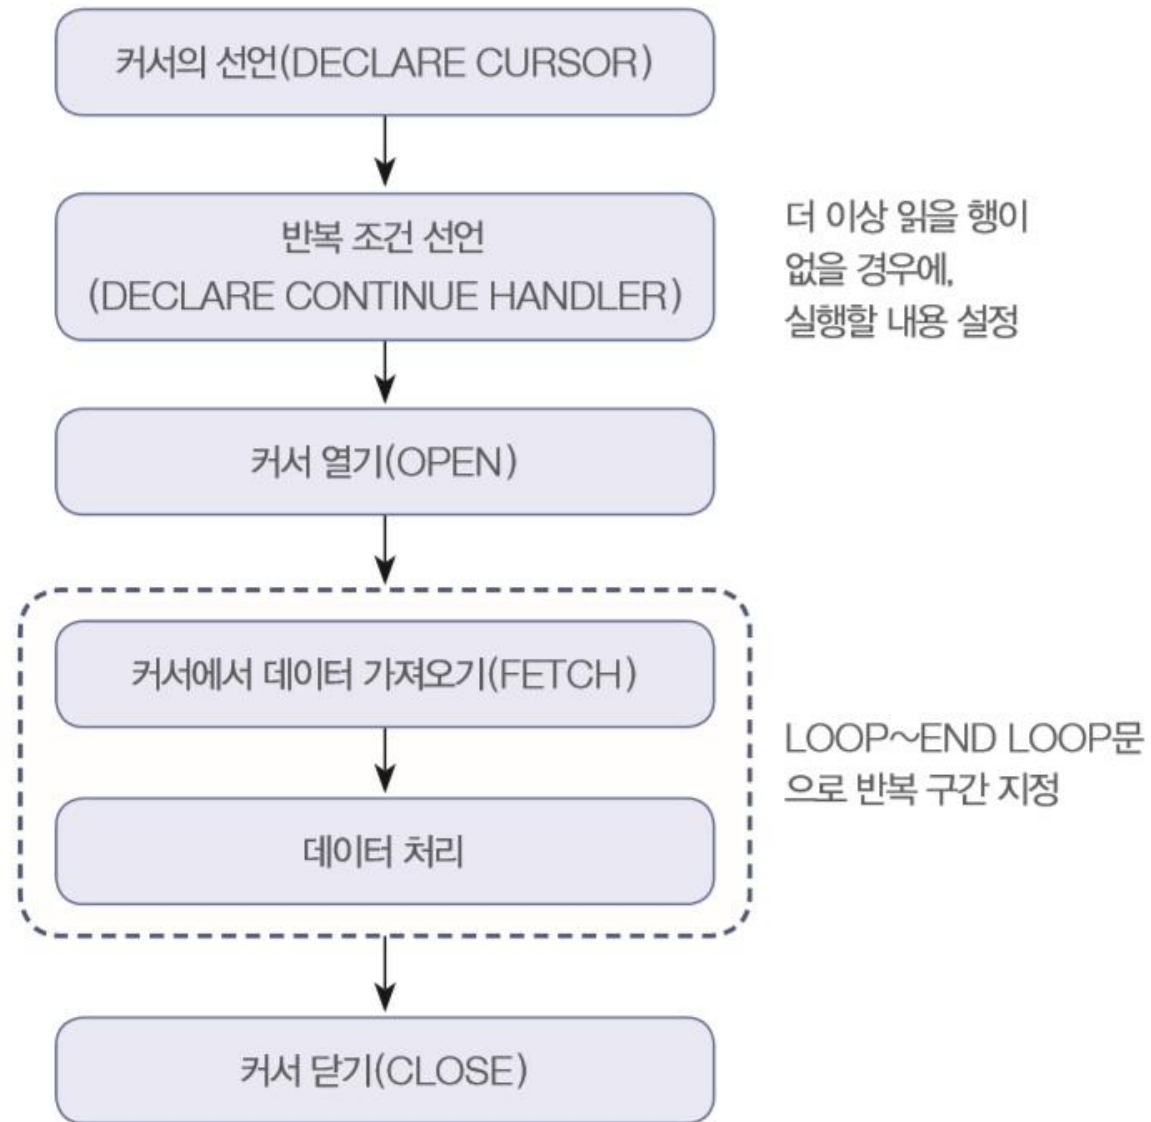 커서의 선언(DECLARE CURSOR)
반복 조건 선언
(DECLARE CONTINUE HANDLER)
더 이상 읽을 행이
없을 경우에,
실행할 내용 설정
커서 열기(OPEN)
커서에서 데이터 가져오기(FETCH)
데이터 처리
LOOP~END LOOP문
으로 반복 구간 지정
커서 닫기(CLOSE)